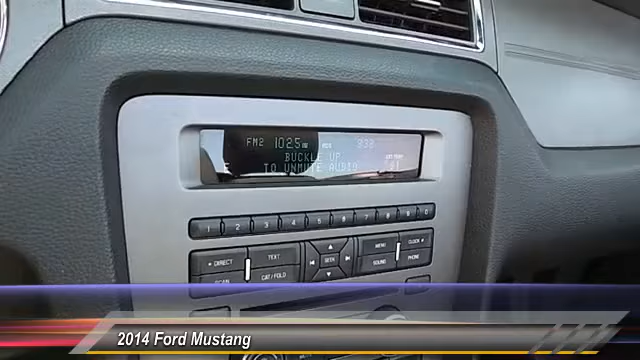 FM2 102.5
BUCKLE UP
TO UNMUTE AUDIO
1 2 3 4 5 6 7 8 9 0
DIRECT TEXT MENU CLOCK
SEEK
SCAN CAT/FOLD SOUND PHONE
2014 Ford Mustang